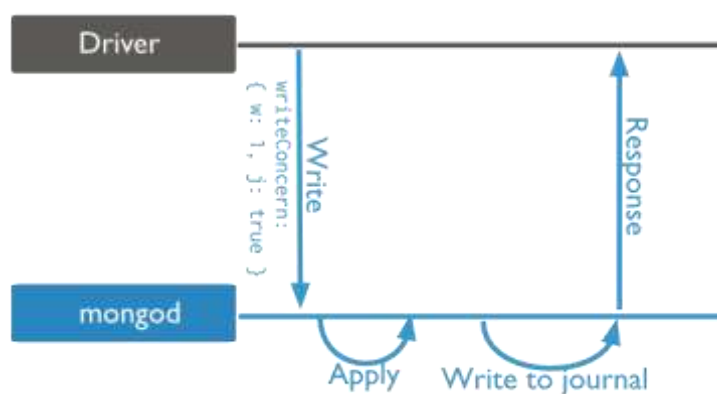 Driver
Write
writeConcern:
{ w: 1, j: true }
Response
mongod
Apply
Write to journal